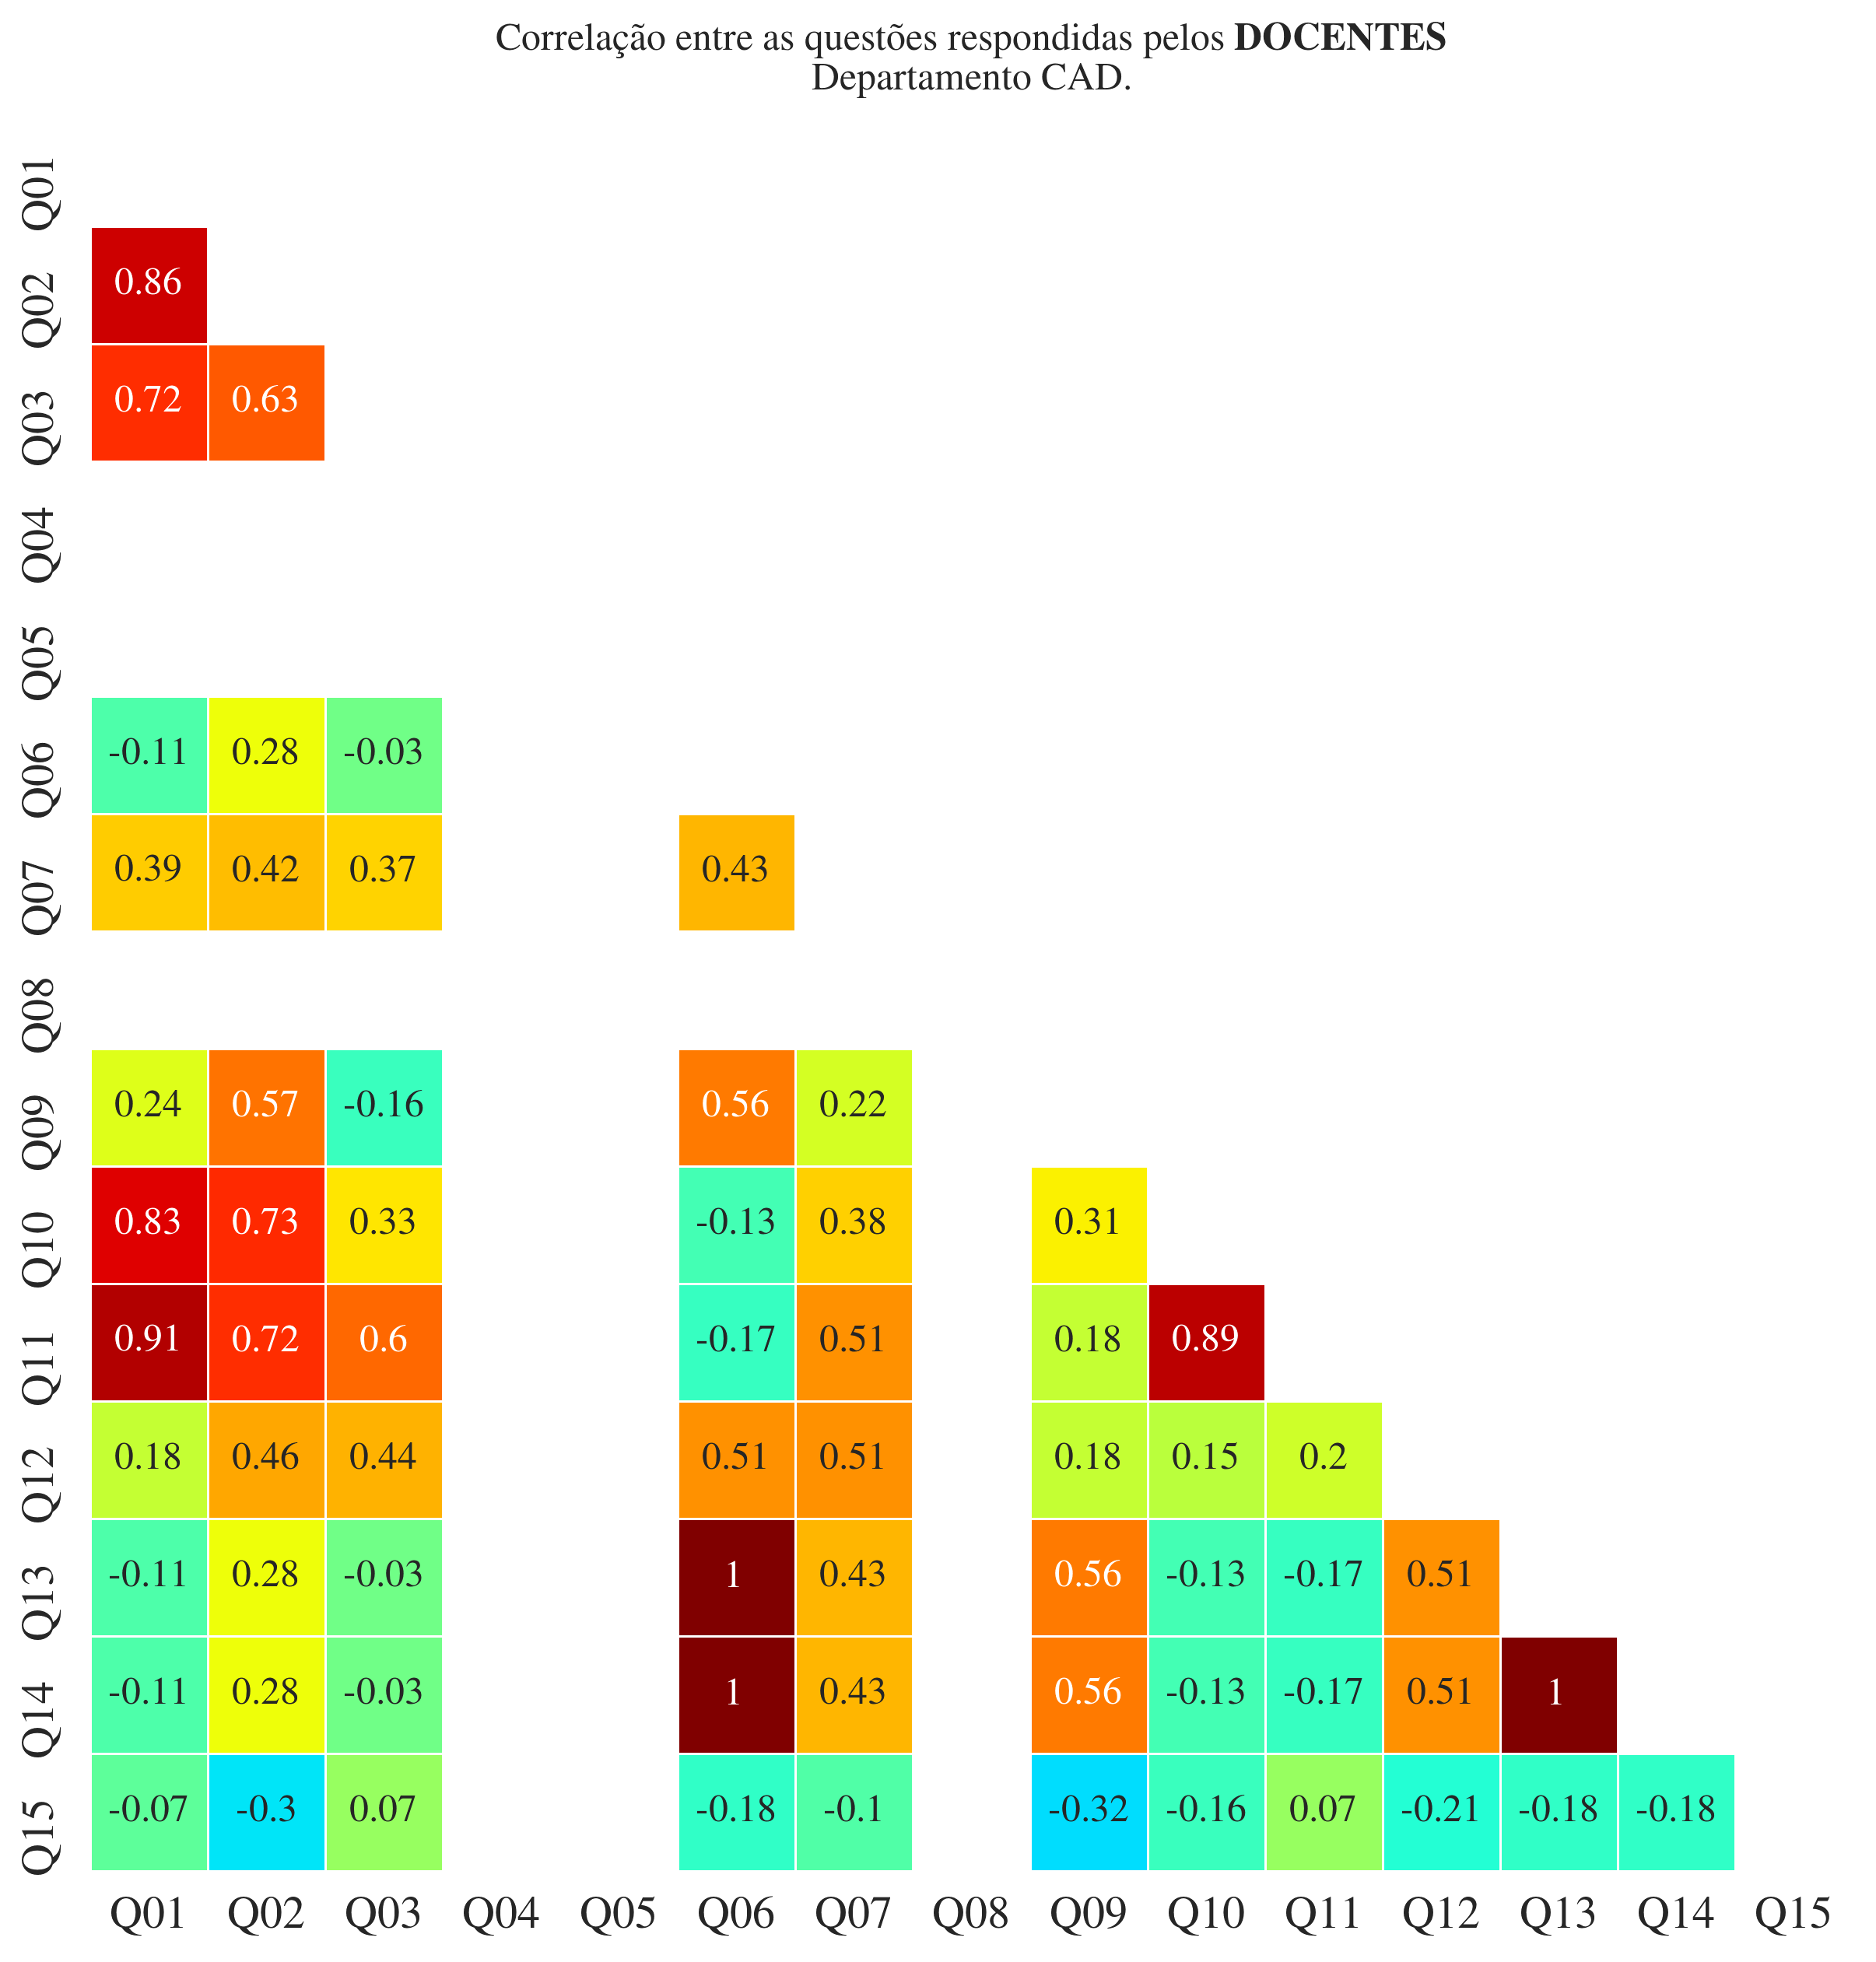 Correlação entre as questões respondidas pelos DOCENTES
Departamento CAD.
Q01
Q02 0.86
Q03 0.72 0.63
Q04
Q05
Q06 -0.11 0.28 -0.03
Q07 0.39 0.42 0.37 0.43
Q08
Q09 0.24 0.57 -0.16 0.56 0.22
Q10 0.83 0.73 0.33 -0.13 0.38 0.31
Q11 0.91 0.72 0.6 -0.17 0.51 0.18 0.89
Q12 0.18 0.46 0.44 0.51 0.51 0.18 0.15 0.2
Q13 -0.11 0.28 -0.03 1 0.43 0.56 -0.13 -0.17 0.51
Q14 -0.11 0.28 -0.03 1 0.43 0.56 -0.13 -0.17 0.51 1
Q15 -0.07 -0.3 0.07 -0.18 -0.1 -0.32 -0.16 0.07 -0.21 -0.18 -0.18
Q01 Q02 Q03 Q04 Q05 Q06 Q07 Q08 Q09 Q10 Q11 Q12 Q13 Q14 Q15